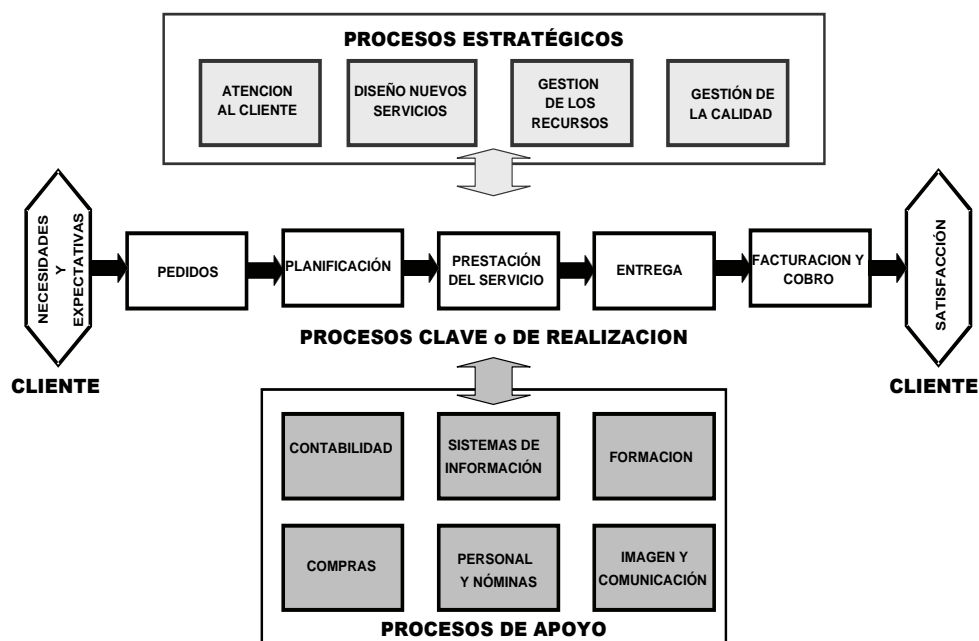 PROCESOS ESTRATÉGICOS
ATENCION
AL CLIENTE
DISEÑO NUEVOS
SERVICIOS
GESTION
DE LOS
RECURSOS
GESTIÓN DE
LA CALIDAD
NECESIDADES
Y
EXPECTATIVAS
CLIENTE
PEDIDOS
PLANIFICACIÓN
PRESTACIÓN
DEL SERVICIO
ENTREGA
FACTURACION Y
COBRO
SATISFACCIÓN
CLIENTE
PROCESOS CLAVE o DE REALIZACION
CONTABILIDAD
SISTEMAS DE
INFORMACIÓN
FORMACION
COMPRAS
PERSONAL
Y NÓMINAS
IMAGEN Y
COMUNICACIÓN
PROCESOS DE APOYO